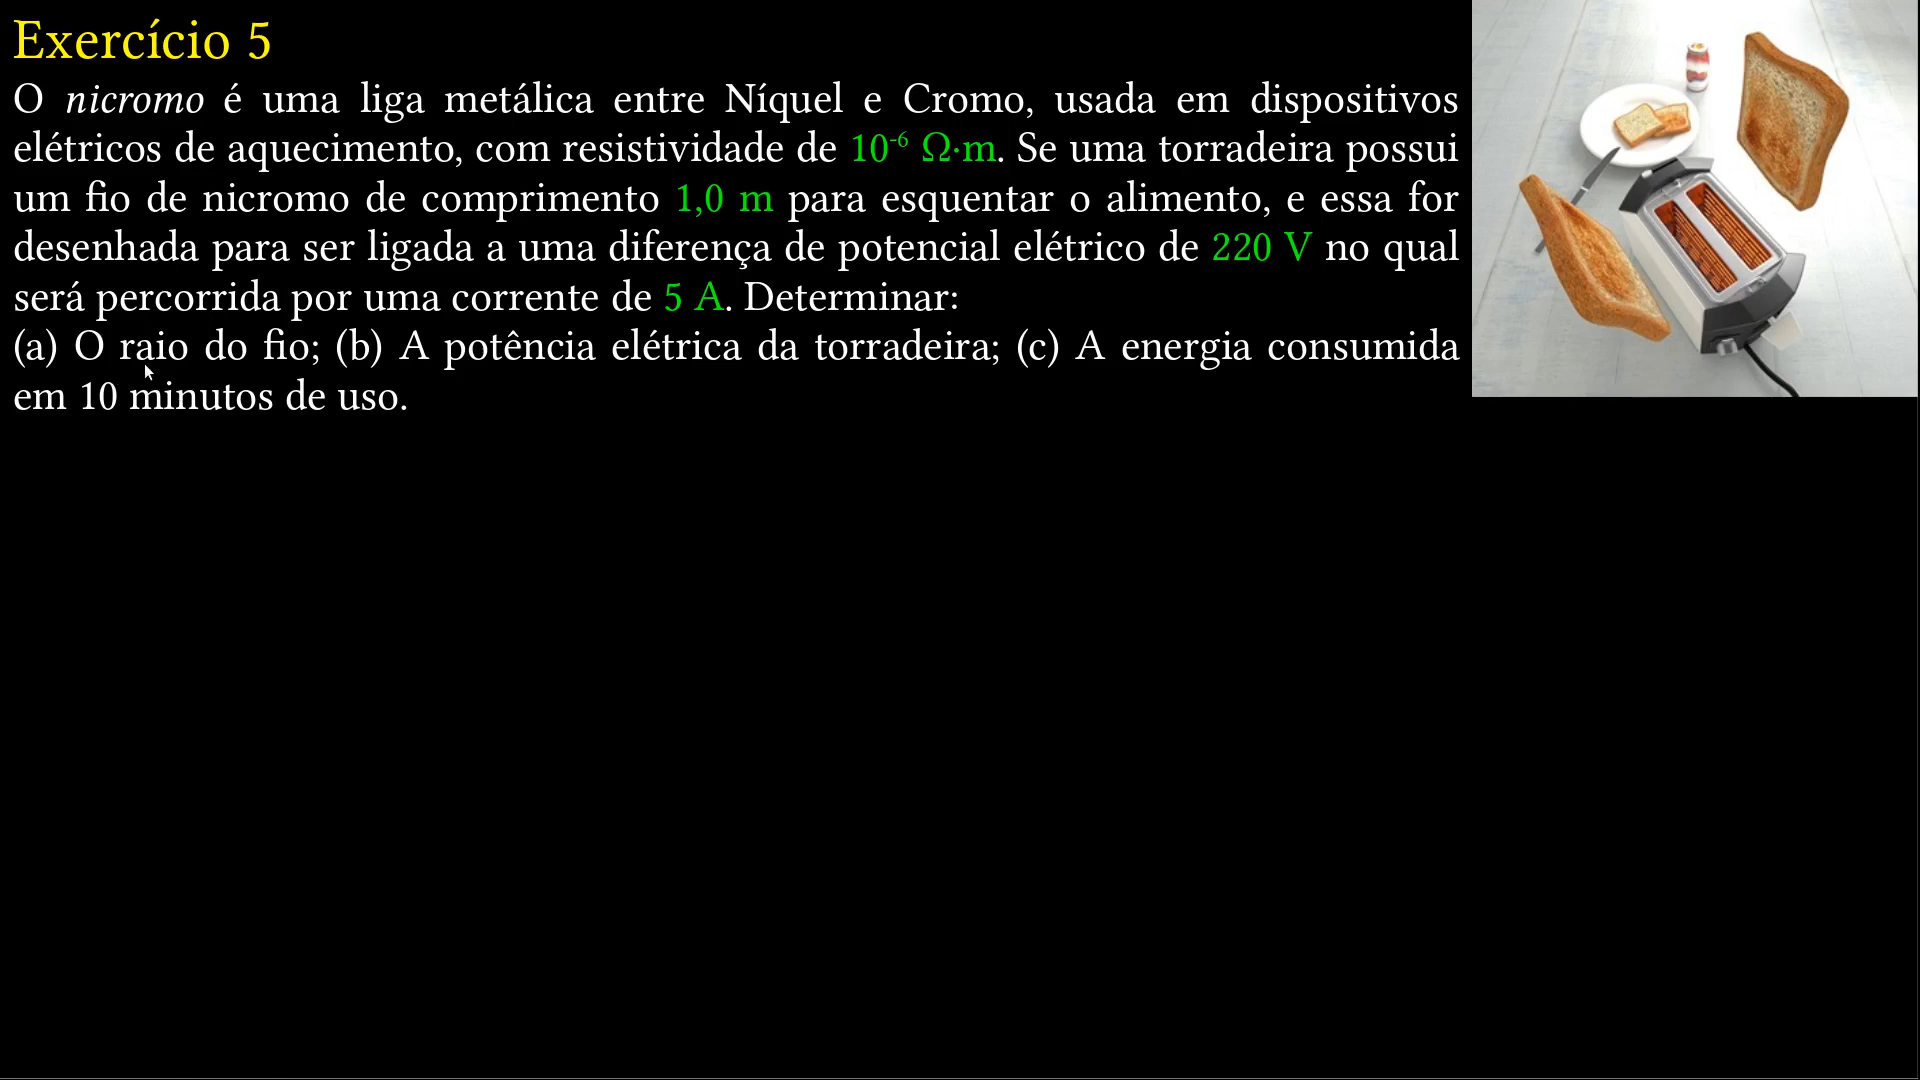 Exercício 5
O nicromo é uma liga metálica entre Níquel e Cromo, usada em dispositivos
elétricos de aquecimento, com resistividade de 10⁻⁶ Ω·m. Se uma torradeira possui
um fio de nicromo de comprimento 1,0 m para esquentar o alimento, e essa for
desenhada para ser ligada a uma diferença de potencial elétrico de 220 V no qual
será percorrida por uma corrente de 5 A. Determinar:
(a) O raio do fio; (b) A potência elétrica da torradeira; (c) A energia consumida
em 10 minutos de uso.